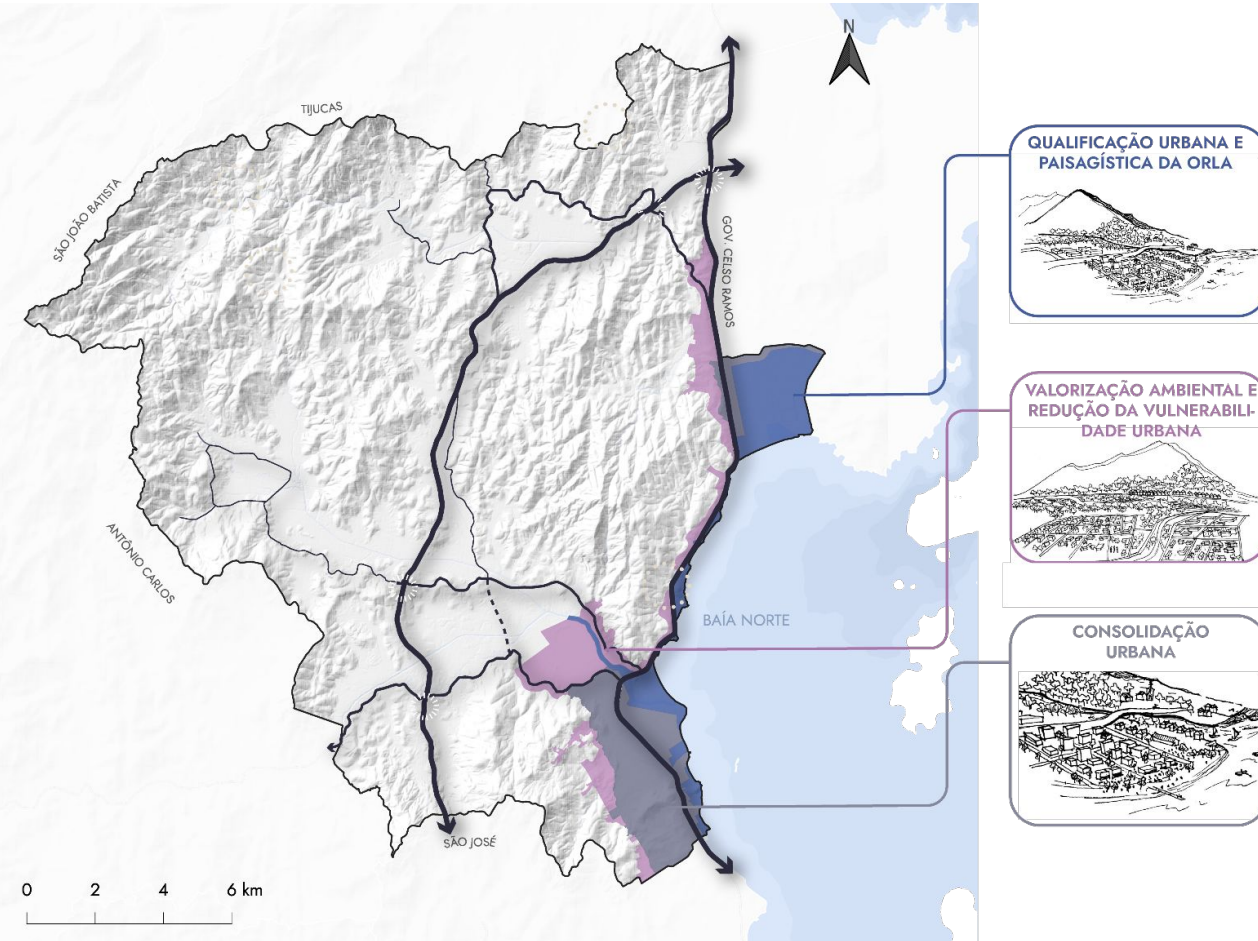 N
TIJUCAS
SÃO JOÃO BATISTA
GOV. CELSO RAMOS
ANTÔNIO CARLOS
BAÍA NORTE
SÃO JOSÉ
0 2 4 6 km
QUALIFICAÇÃO URBANA E
PAISAGÍSTICA DA ORLA
VALORIZAÇÃO AMBIENTAL E
REDUÇÃO DA VULNERABILI-
DADE URBANA
CONSOLIDAÇÃO
URBANA